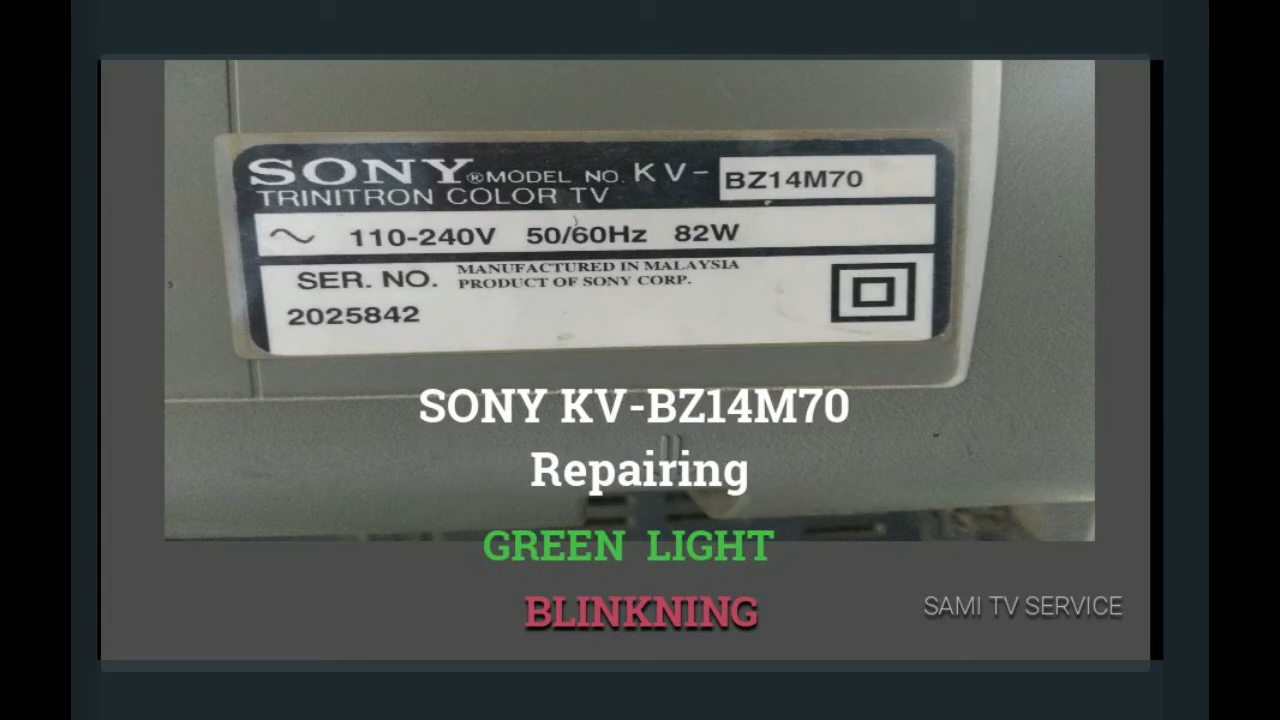 SONY® MODEL NO. KV- BZ14M70
TRINITRON COLOR TV
110-240V 50/60Hz 82W
SER. NO. MANUFACTURED IN MALAYSIA
PRODUCT OF SONY CORP.
2025842
SONY KV-BZ14M70
Repairing
GREEN LIGHT
BLINKNING
SAMI TV SERVICE